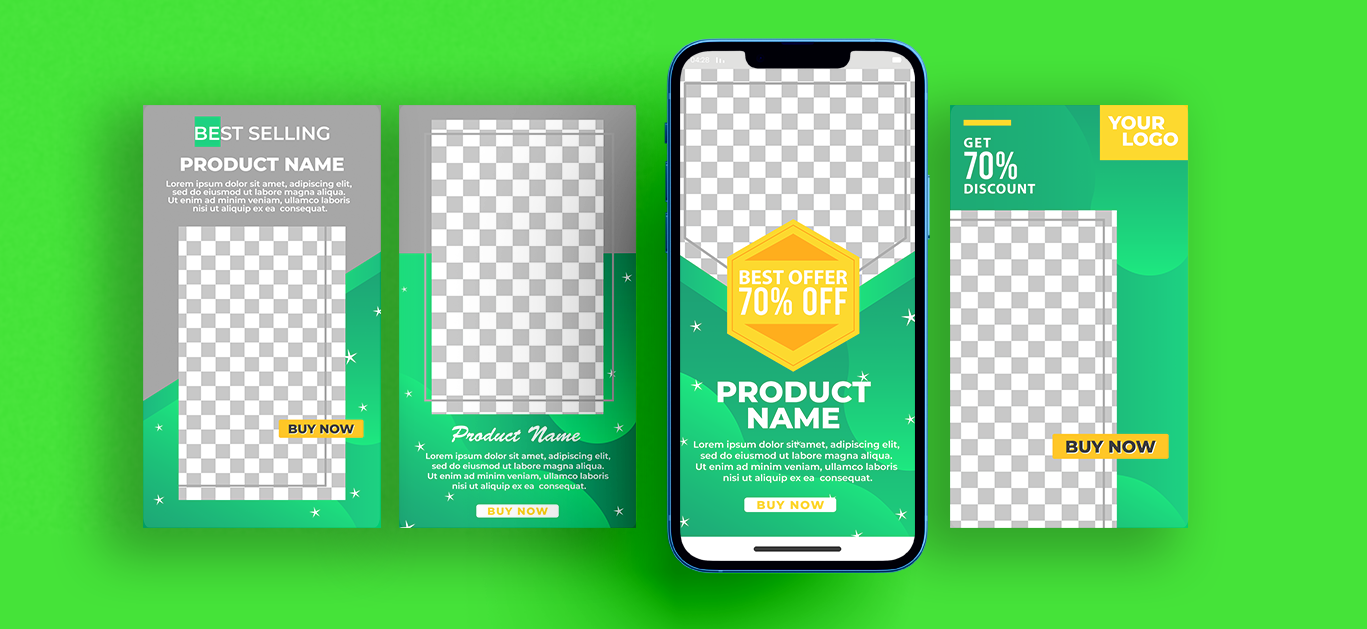 BEST SELLING
PRODUCT NAME
Lorem ipsum dolor sit amet, adipiscing elit,
sed do eiusmod ut labore magna aliqua.
Ut enim ad minim veniam, ullamco laboris
nisi ut aliquip ex ea consequat.
BUY NOW
Product Name
Lorem ipsum dolor sit amet, adipiscing elit,
sed do eiusmod ut labore magna aliqua.
Ut enim ad minim veniam, ullamco laboris
nisi ut aliquip ex ea consequat.
BUY NOW
BEST OFFER
70% OFF
PRODUCT
NAME
Lorem ipsum dolor sit amet, adipiscing elit,
sed do eiusmod ut labore magna aliqua.
Ut enim ad minim veniam, ullamco laboris
nisi ut aliquip ex ea consequat.
BUY NOW
YOUR
LOGO
GET
70%
DISCOUNT
BUY NOW